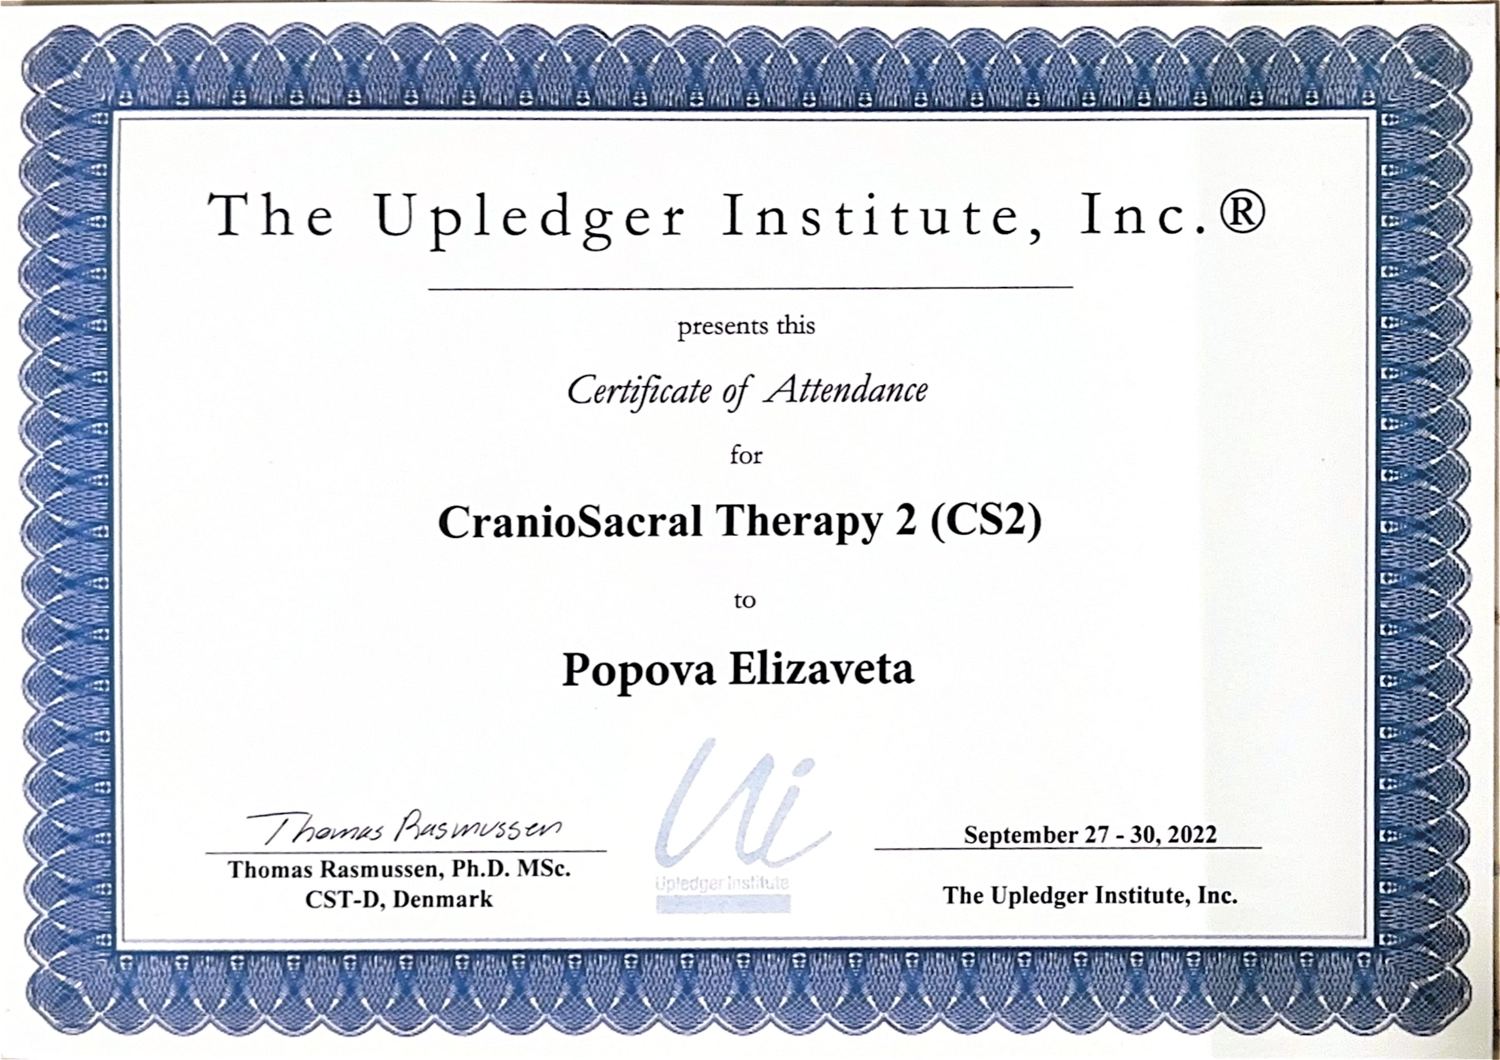 The Upledger Institute, Inc.®
presents this
Certificate of Attendance
for
CranioSacral Therapy 2 (CS2)
to
Popova Elizaveta
Thomas Rasmussen
Thomas Rasmussen, Ph.D. MSc.
CST-D, Denmark
Ui
Upledger Institute
September 27 - 30, 2022
The Upledger Institute, Inc.